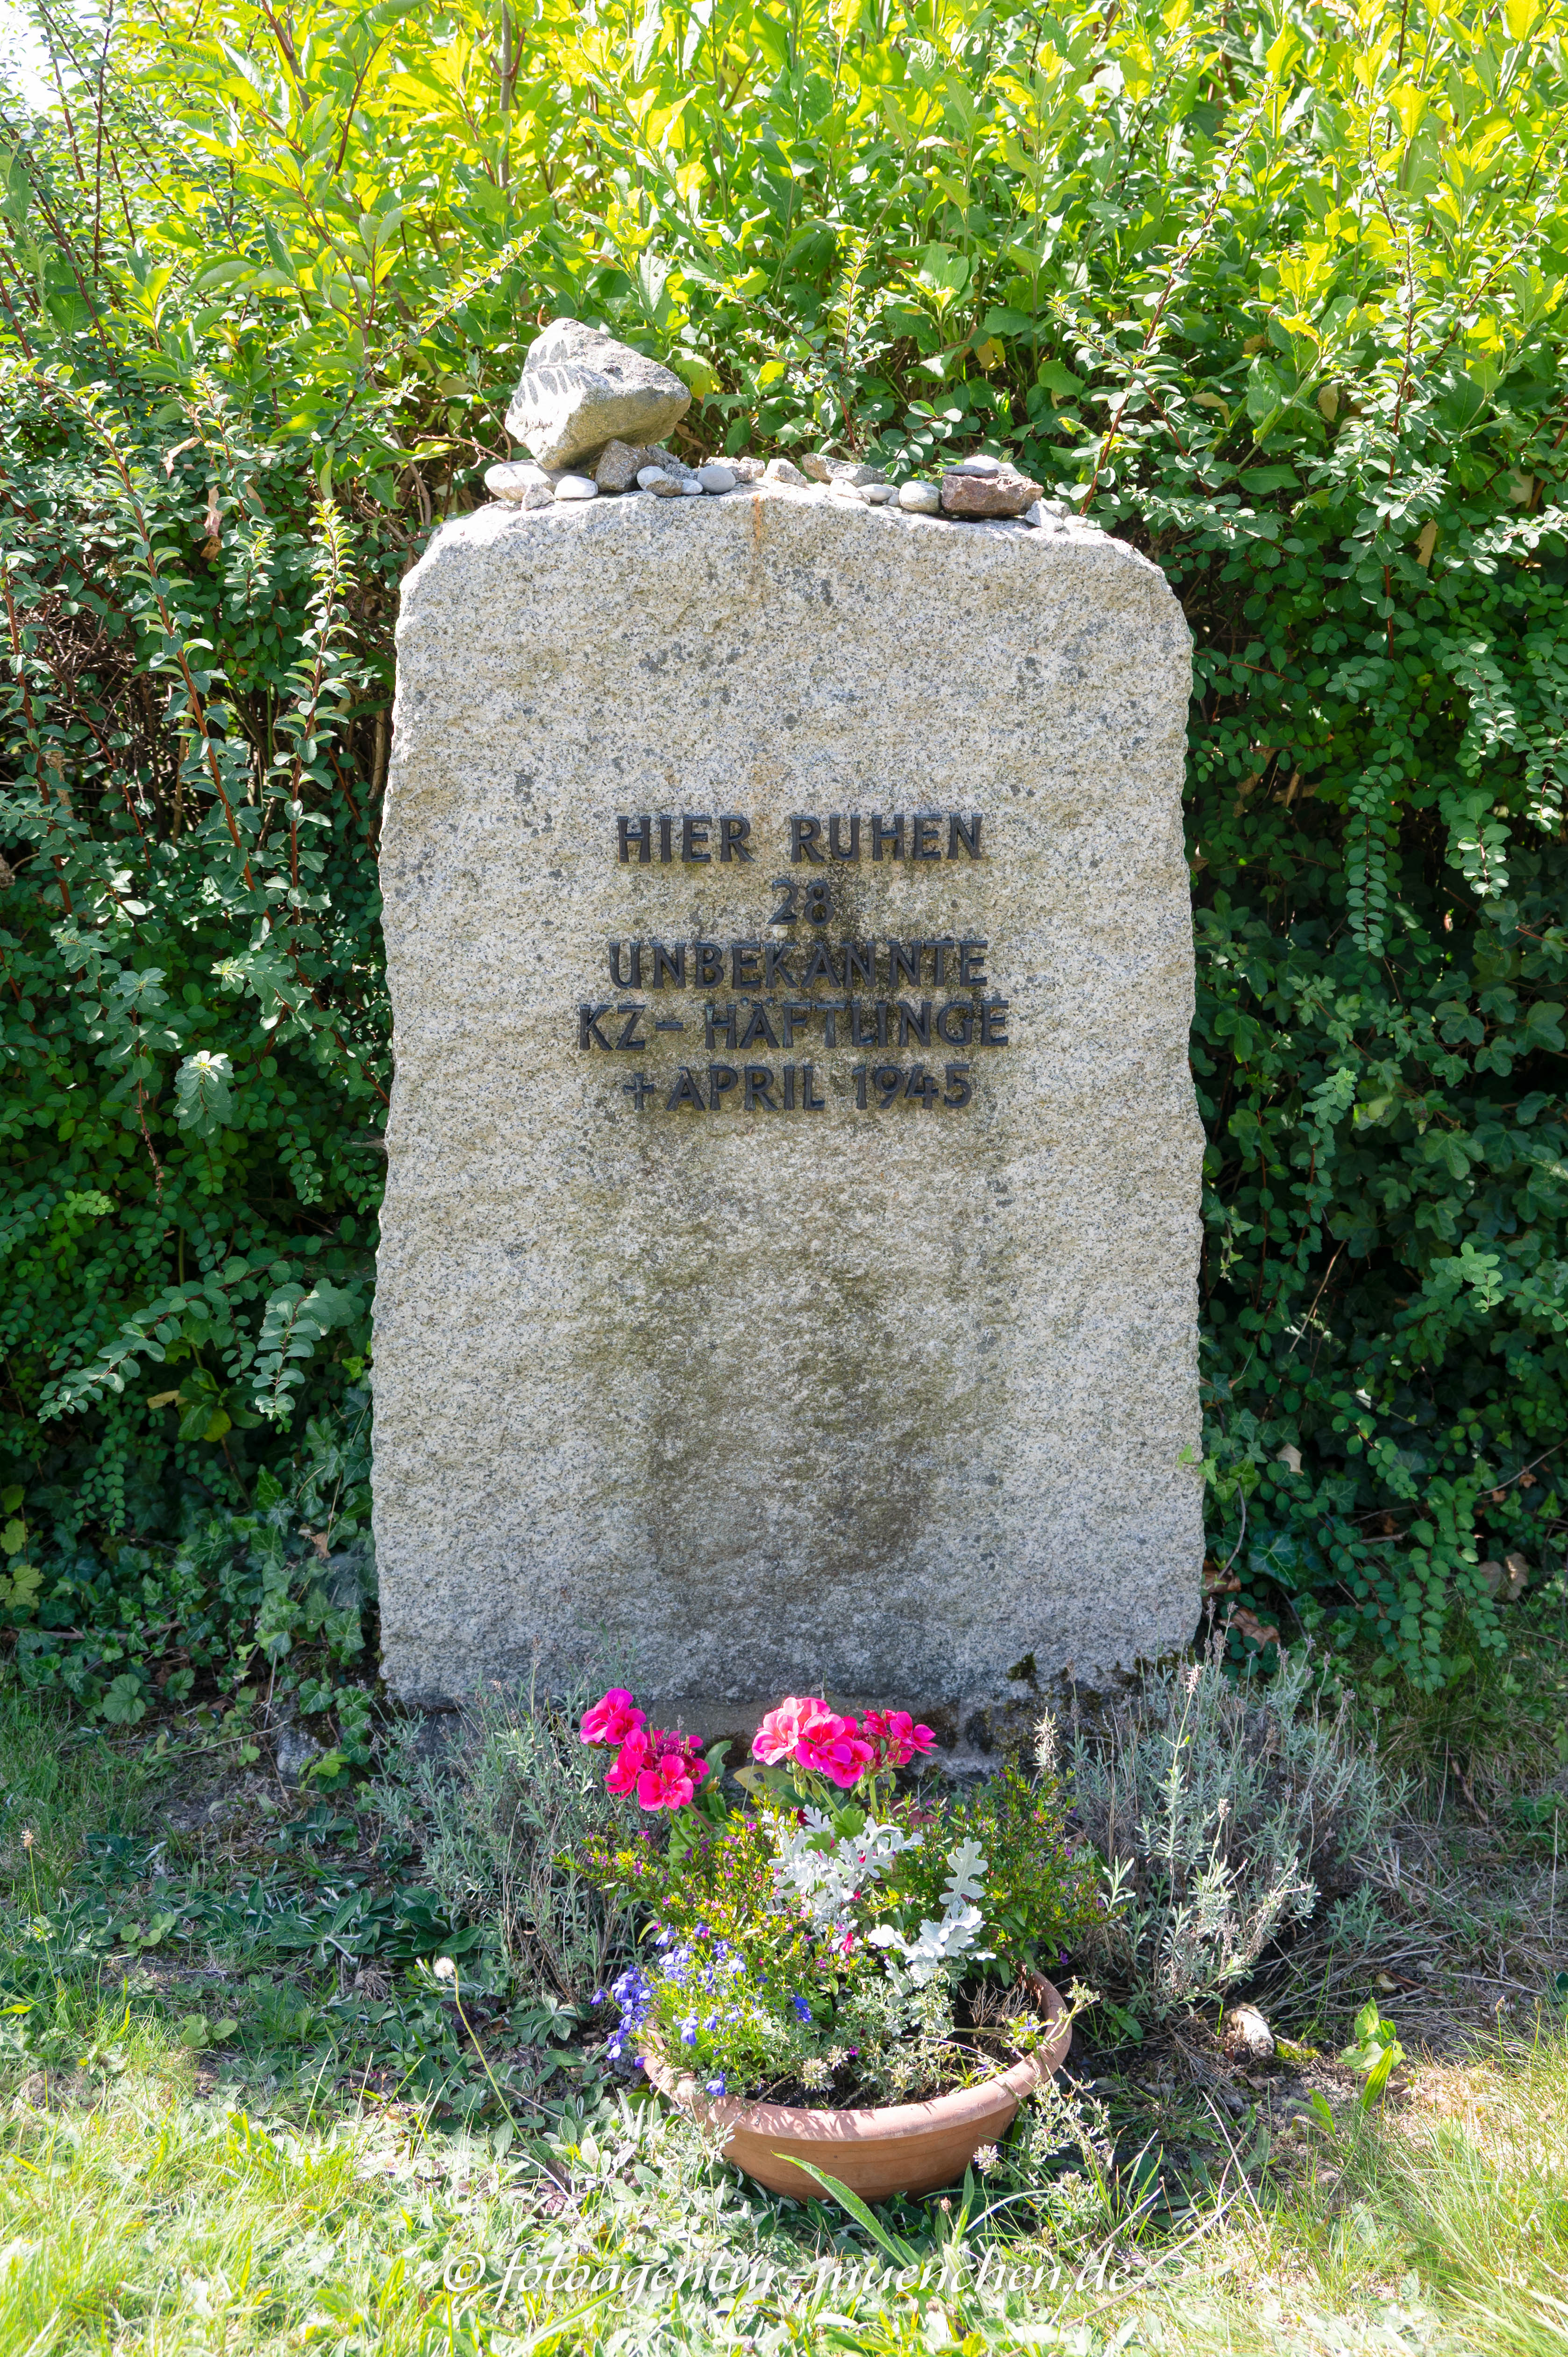 HIER RUHEN
28
UNBEKANNTE
KZ-HÄFTLINGE
+ APRIL 1945
© fotoagentur-muenchen.de